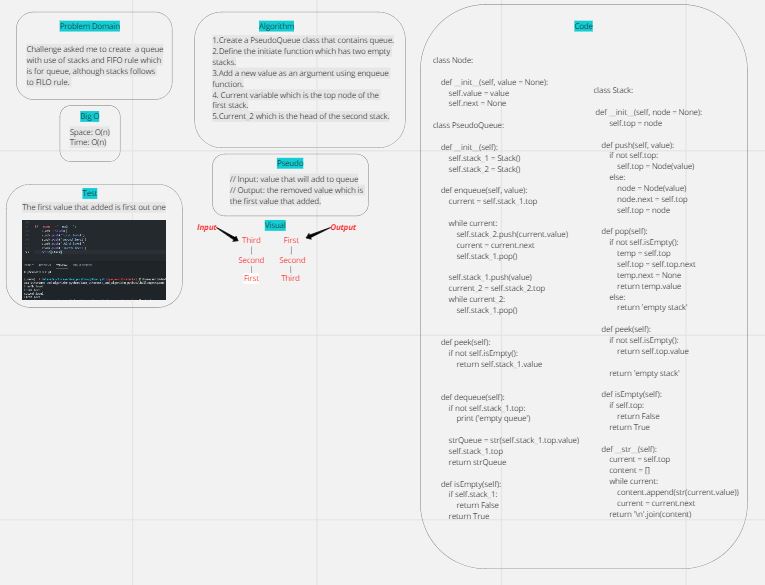 Problem Domain
Challenge asked me to create a queue
with use of stacks and FIFO rule which
is for queue, although stacks follows
to FILO rule.
Big O
Space: O(n)
Time: O(n)
Test
The first value that added is first out one
Algorithm
1.Create a PseudoQueue class that contains queue.
2.Define the initiate function which has two empty
stacks.
3.Add a new value as an argument using enqueue
function.
4. Current variable which is the top node of the
first stack.
5.Current_2 which is the head of the second stack.
Pseudo
// Input: value that will add to queue
// Output: the removed value which is
the first value that added.
Visual
Input
Output
Third
|
Second
|
First
First
|
Second
|
Third
Code
class Node:
def __init__(self, value = None):
self.value = value
self.next = None
class PseudoQueue:
def __init__(self):
self.stack_1 = Stack()
self.stack_2 = Stack()
def enqueue(self, value):
current = self.stack_1.top
while current:
self.stack_2.push(current.value)
current = current.next
self.stack_1.pop()
self.stack_1.push(value)
current_2 = self.stack_2.top
while current_2:
self.stack_1.pop()
def peek(self):
if not self.isEmpty():
return self.stack_1.value
def dequeue(self):
if not self.stack_1.top:
print ('empty queue')
strQueue = str(self.stack_1.top.value)
self.stack_1.top
return strQueue
def isEmpty(self):
if self.stack_1:
return False
return True
class Stack:
def __init__(self, node = None):
self.top = node
def push(self, value):
if not self.top:
self.top = Node(value)
else:
node = Node(value)
node.next = self.top
self.top = node
def pop(self):
if not self.isEmpty():
temp = self.top
self.top = self.top.next
temp.next = None
return temp.value
else:
return 'empty stack'
def peek(self):
if not self.isEmpty():
return self.top.value
return 'empty stack'
def isEmpty(self):
if self.top:
return False
return True
def __str__(self):
current = self.top
content = []
while current:
content.append(str(current.value))
current = current.next
return '\n'.join(content)